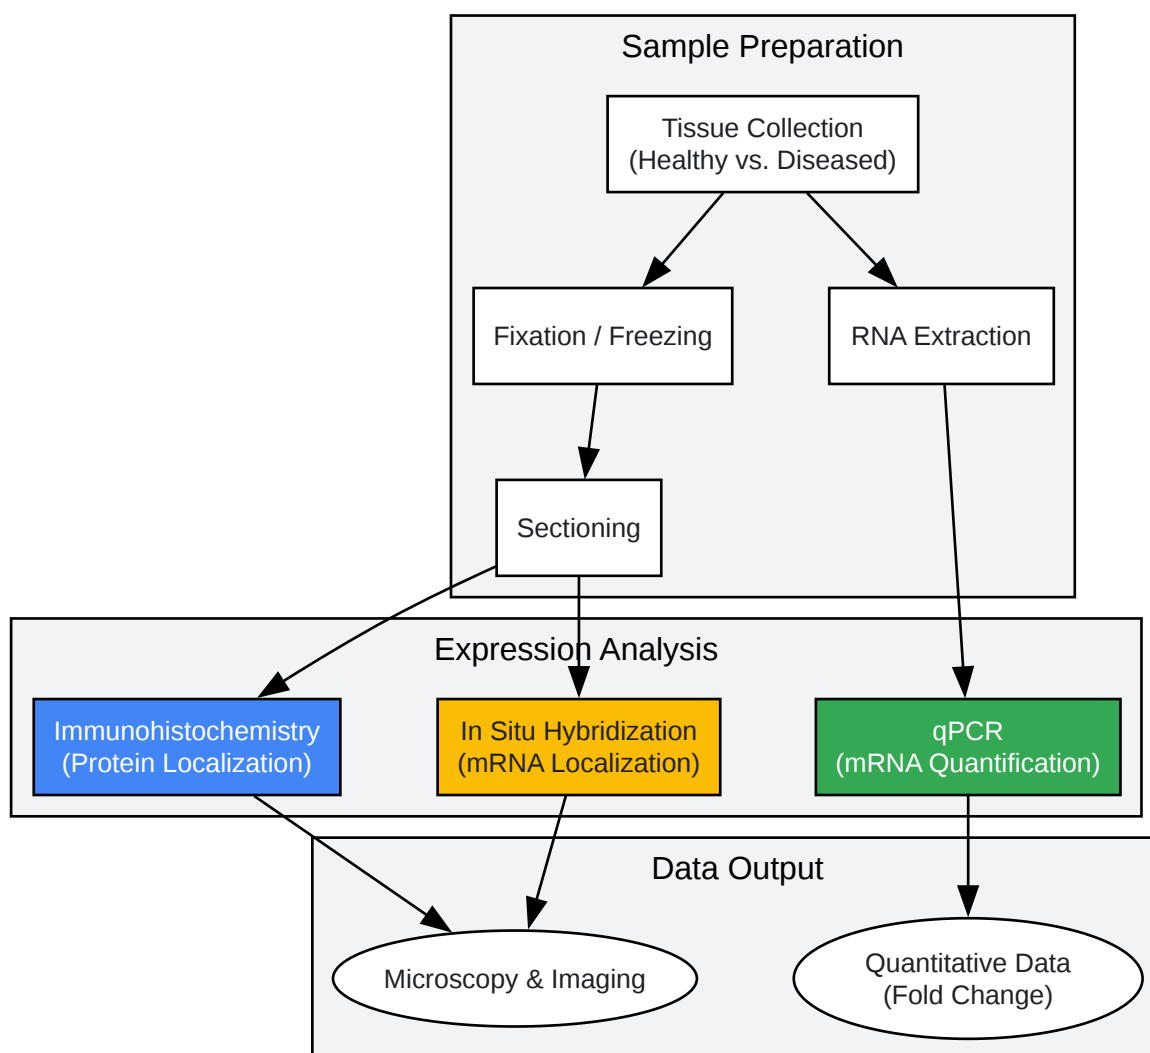 Sample Preparation
Tissue Collection
(Healthy vs. Diseased)
Fixation / Freezing
RNA Extraction
Sectioning
Expression Analysis
Immunohistochemistry
(Protein Localization)
In Situ Hybridization
(mRNA Localization)
qPCR
(mRNA Quantification)
Data Output
Microscopy & Imaging
Quantitative Data
(Fold Change)